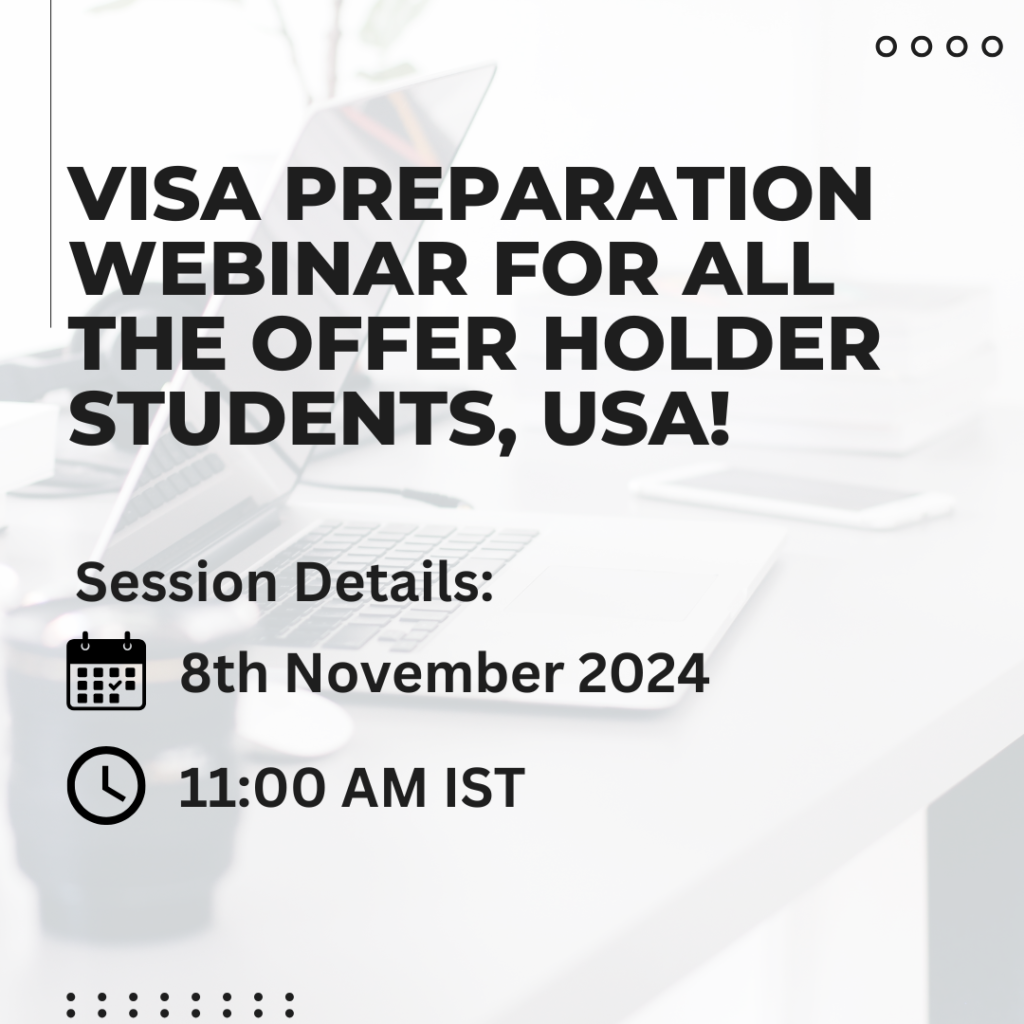 VISA PREPARATION
WEBINAR FOR ALL
THE OFFER HOLDER
STUDENTS, USA!
Session Details:
8th November 2024
11:00 AM IST